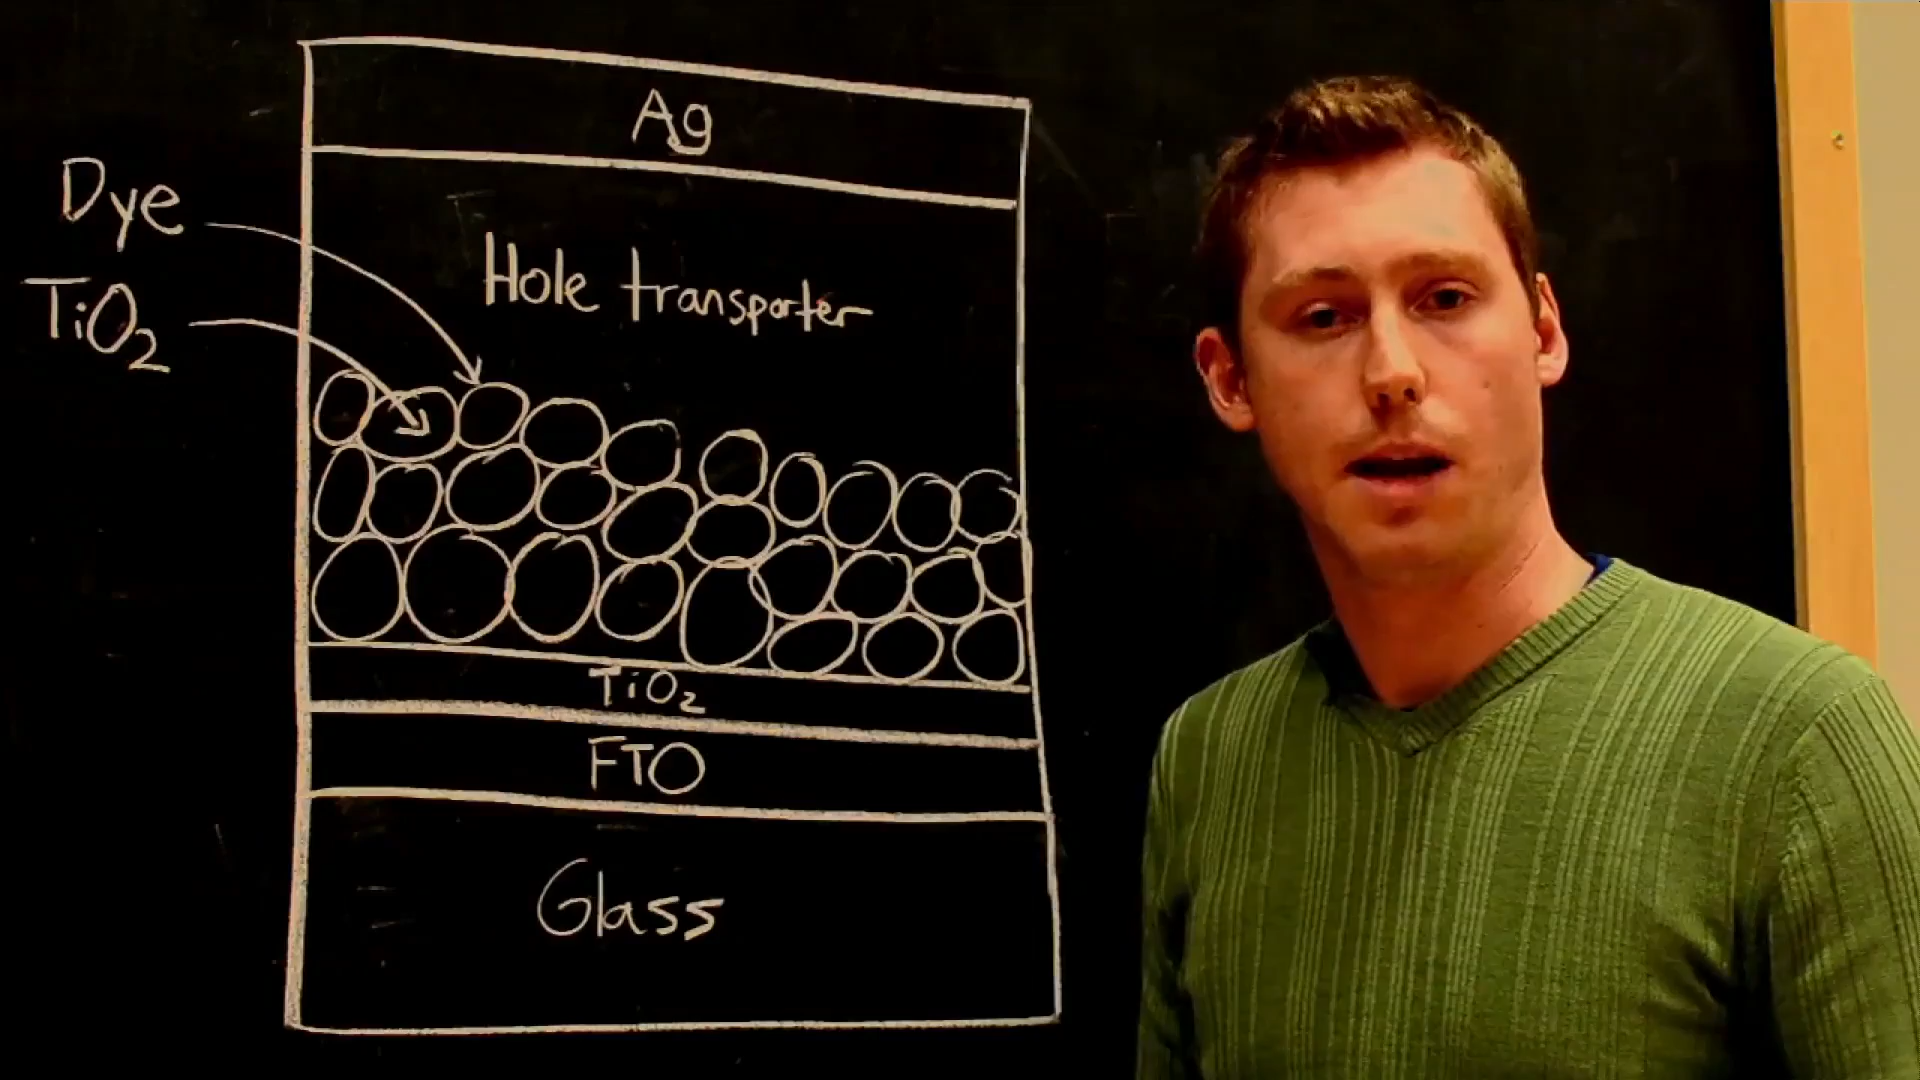 Ag
Dye
TiO₂
Hole transporter
TiO₂
FTO
Glass